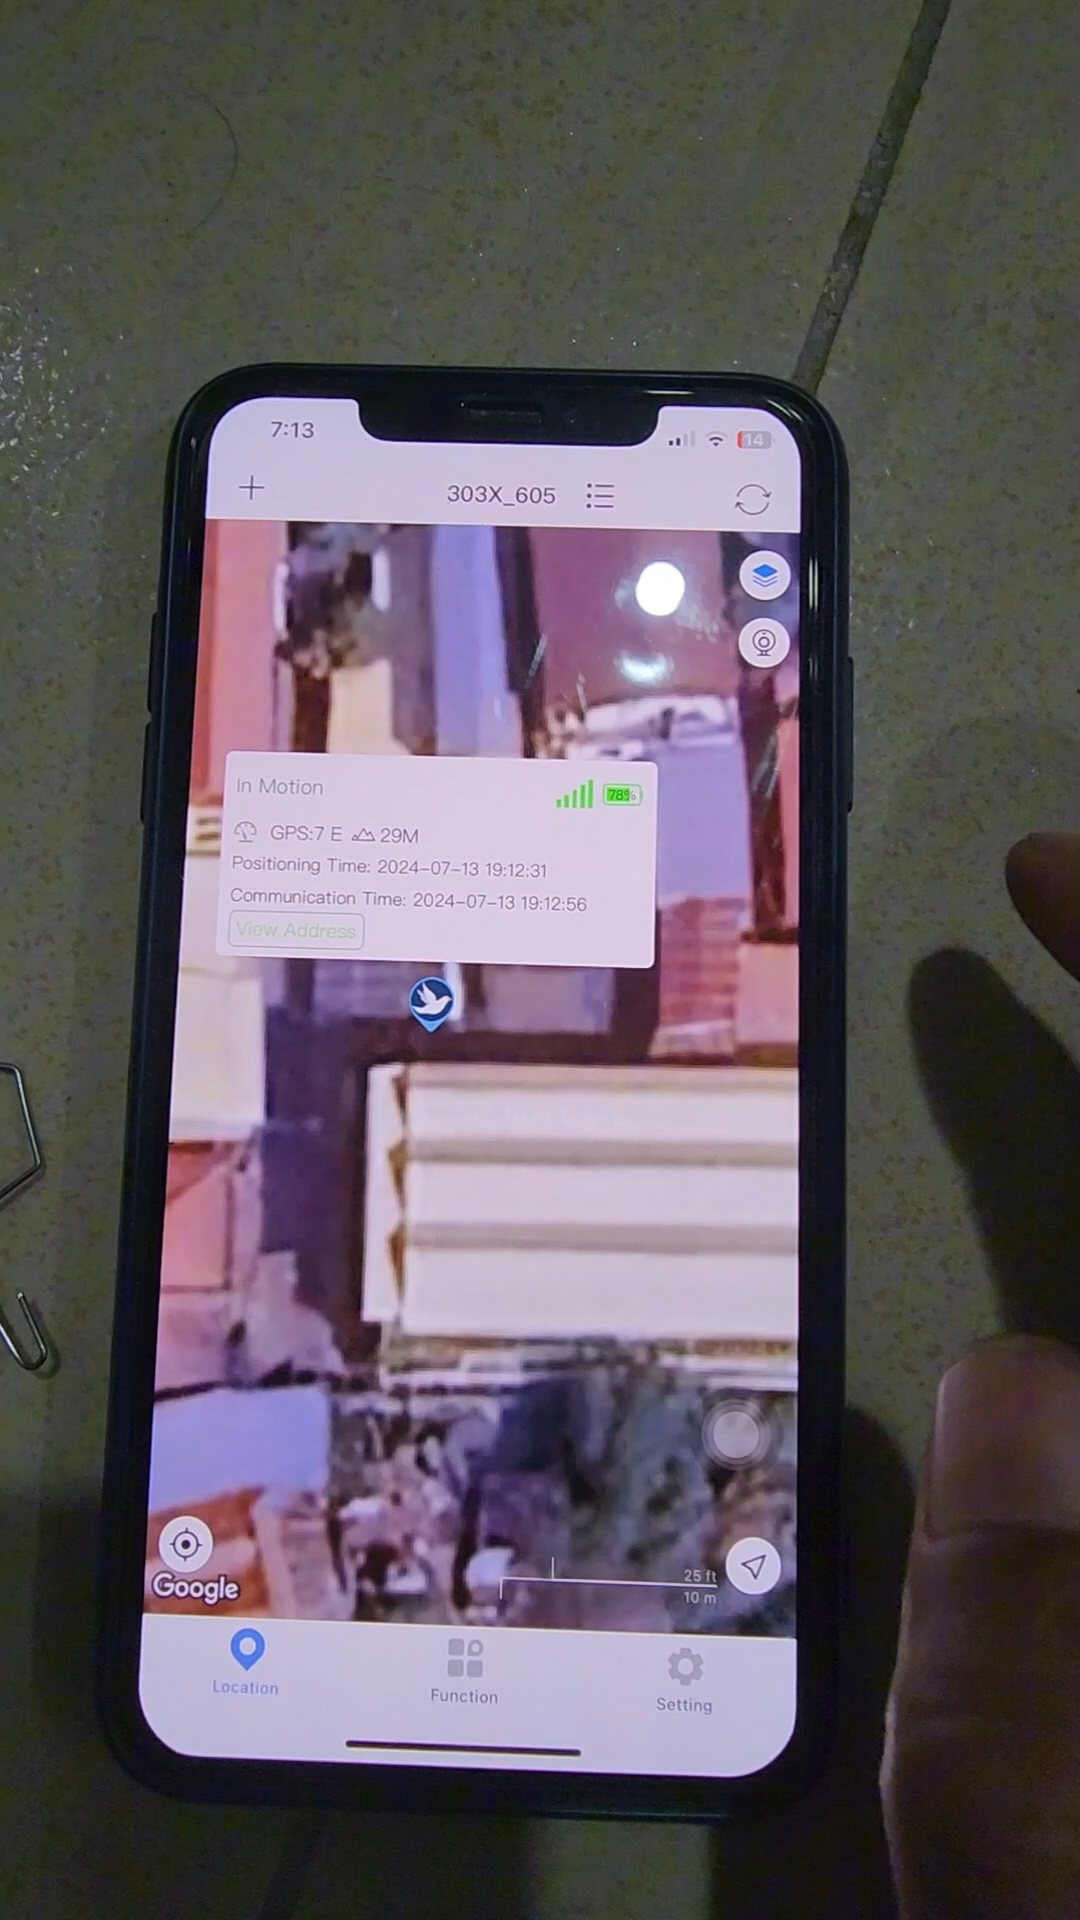 7:13
14
303X_605
In Motion
78%
GPS:7 E 29M
Positioning Time: 2024-07-13 19:12:31
Communication Time: 2024-07-13 19:12:56
View Address
Google
25 ft
10 m
Location
Function
Setting